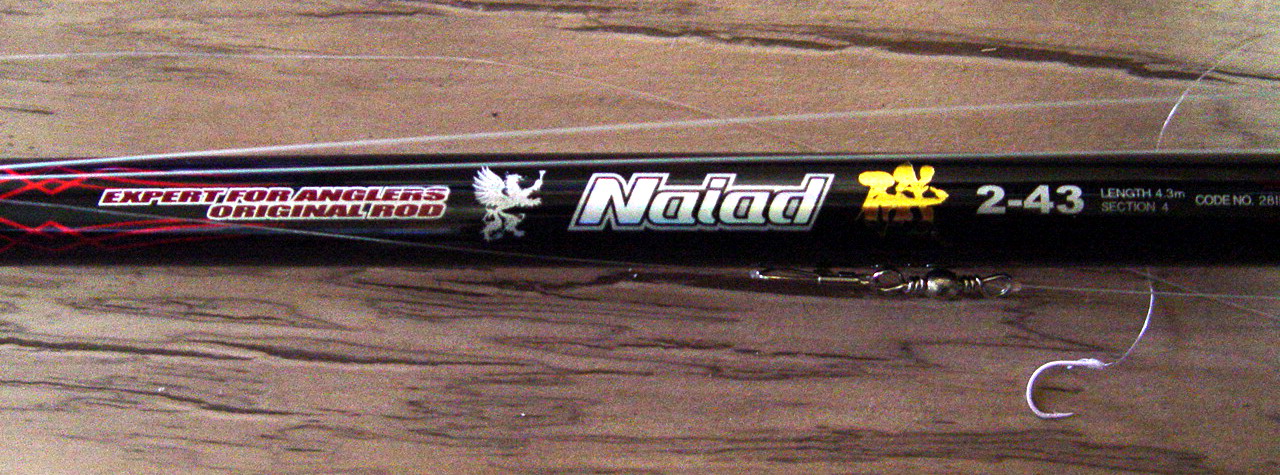 EXPERT FOR ANGLERS
ORIGINAL ROD
Naiad
2-43
LENGTH 4.3m
SECTION 4
CODE NO.